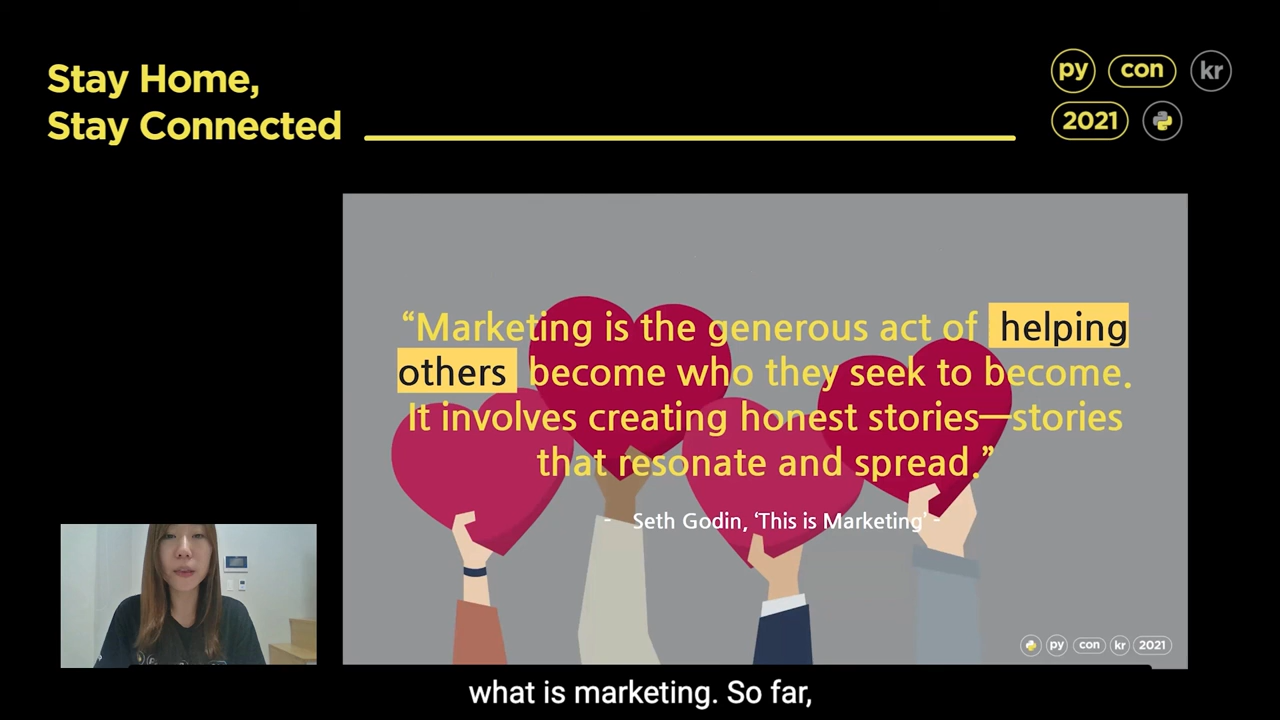 Stay Home,
Stay Connected
py con kr
2021
“Marketing is the generous act of helping
others become who they seek to become.
It involves creating honest stories—stories
that resonate and spread.”
- Seth Godin, ‘This is Marketing’ -
py con kr 2021
what is marketing. So far,